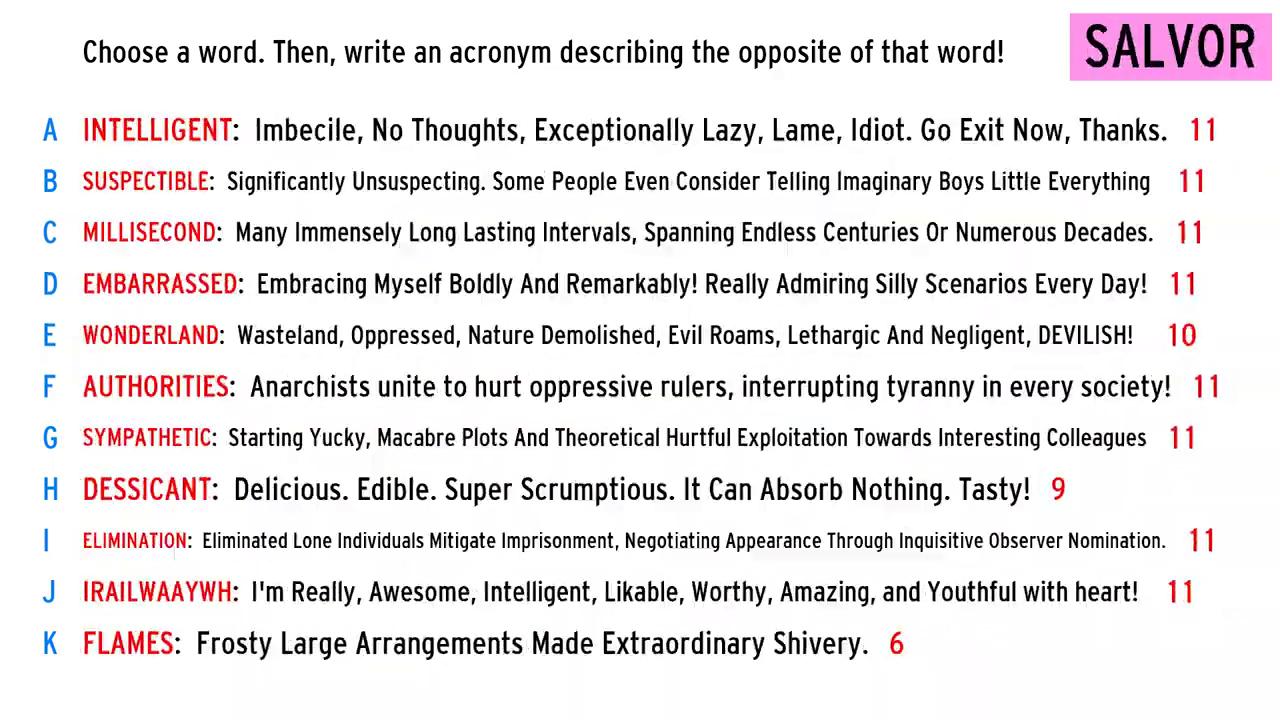 Choose a word. Then, write an acronym describing the opposite of that word!
SALVOR
A INTELLIGENT: Imbecile, No Thoughts, Exceptionally Lazy, Lame, Idiot. Go Exit Now, Thanks. 11
B SUSPECTIBLE: Significantly Unsuspecting. Some People Even Consider Telling Imaginary Boys Little Everything 11
C MILLISECOND: Many Immensely Long Lasting Intervals, Spanning Endless Centuries Or Numerous Decades. 11
D EMBARRASSED: Embracing Myself Boldly And Remarkably! Really Admiring Silly Scenarios Every Day! 11
E WONDERLAND: Wasteland, Oppressed, Nature Demolished, Evil Roams, Lethargic And Negligent, DEVILISH! 10
F AUTHORITIES: Anarchists unite to hurt oppressive rulers, interrupting tyranny in every society! 11
G SYMPATHETIC: Starting Yucky, Macabre Plots And Theoretical Hurtful Exploitation Towards Interesting Colleagues 11
H DESSICANT: Delicious. Edible. Super Scrumptious. It Can Absorb Nothing. Tasty! 9
I ELIMINATION: Eliminated Lone Individuals Mitigate Imprisonment, Negotiating Appearance Through Inquisitive Observer Nomination. 11
J IRAILWAAYWH: I'm Really, Awesome, Intelligent, Likable, Worthy, Amazing, and Youthful with heart! 11
K FLAMES: Frosty Large Arrangements Made Extraordinary Shivery. 6